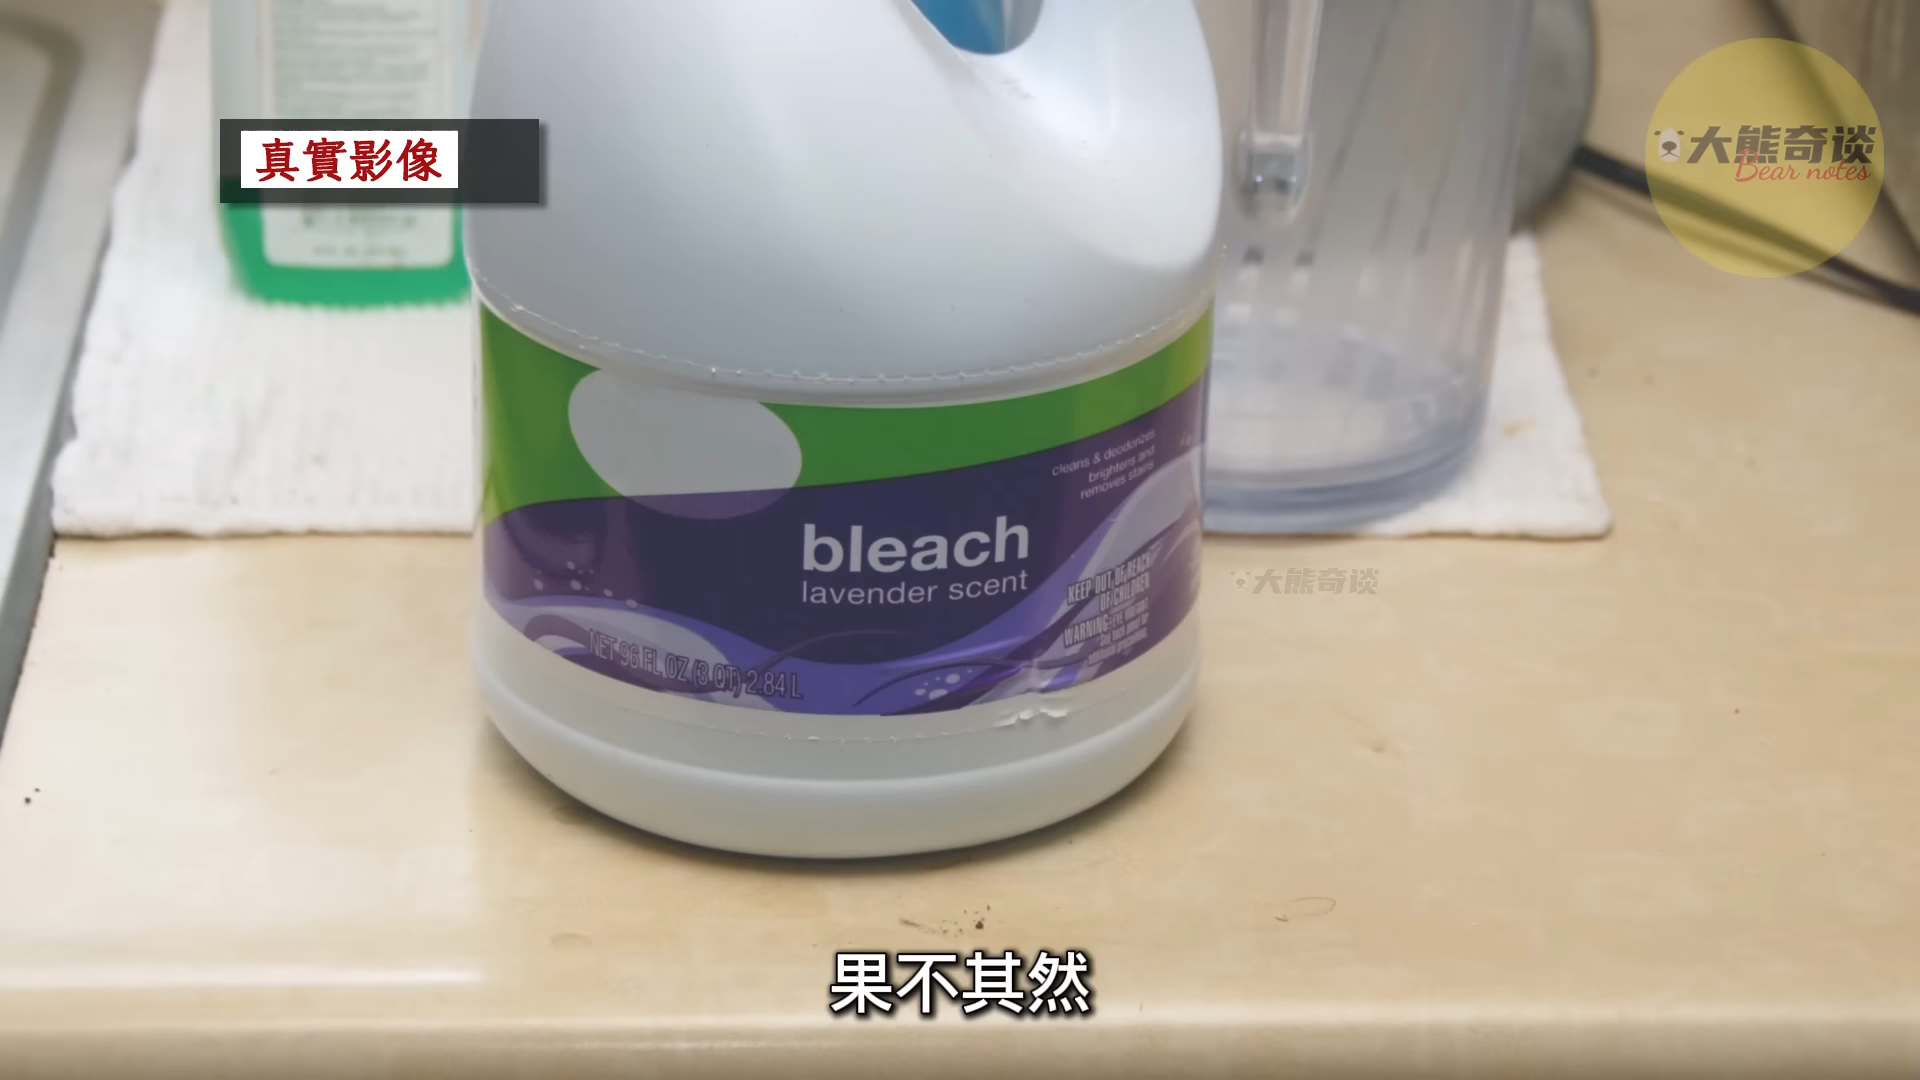 真實影像
大熊奇谈
Bear notes
cleans & deodorizes
brightens and
removes stains
bleach
lavender scent
KEEP OUT OF REACH
OF CHILDREN
WARNING: EYE IRRITANT
NET 96 FL OZ (3 QT) 2.84 L
大熊奇谈
果不其然